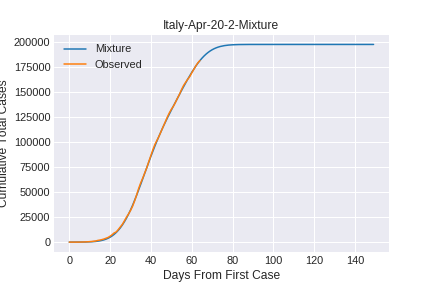 Italy-Apr-20-2-Mixture
Mixture
Observed
200000
175000
150000
125000
100000
75000
50000
25000
0
Cumulative Total Cases
0 20 40 60 80 100 120 140
Days From First Case